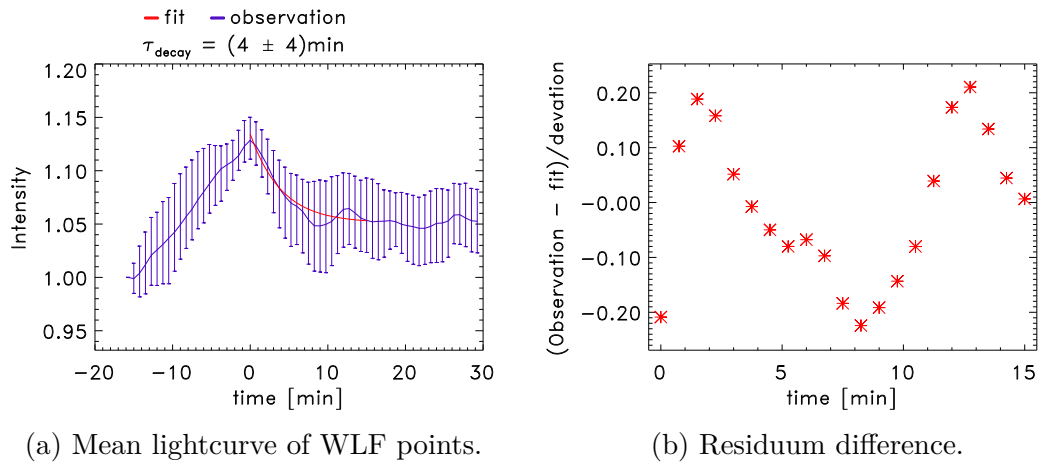 fit observation
τdecay = (4 ± 4)min
1.20
1.15
1.10
1.05
1.00
0.95
Intensity
−20 −10 0 10 20 30
time [min]
(a) Mean lightcurve of WLF points.
0.20
0.10
−0.00
−0.10
−0.20
(Observation − fit)/devation
0 5 10 15
time [min]
(b) Residuum difference.